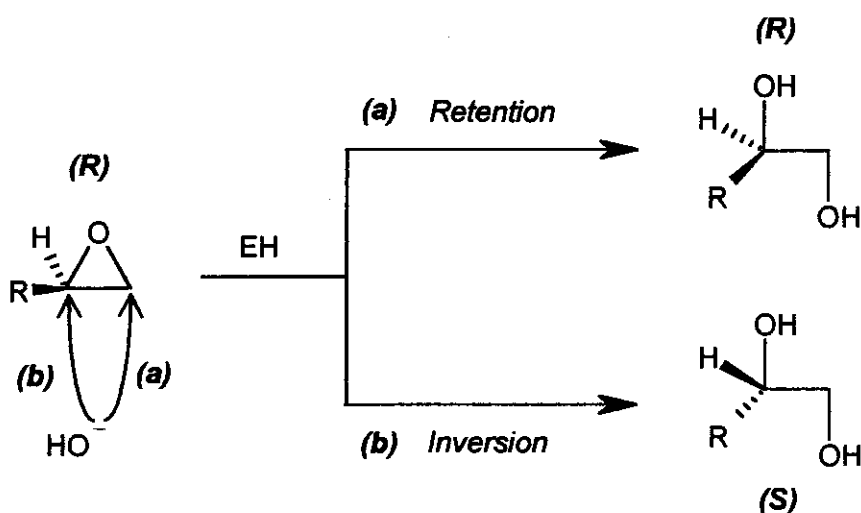 (R)
OH
(a) Retention
H
R
OH
(R)
H
O
R
EH
(b)
(a)
HO
-
(b) Inversion
OH
H
R
OH
(S)